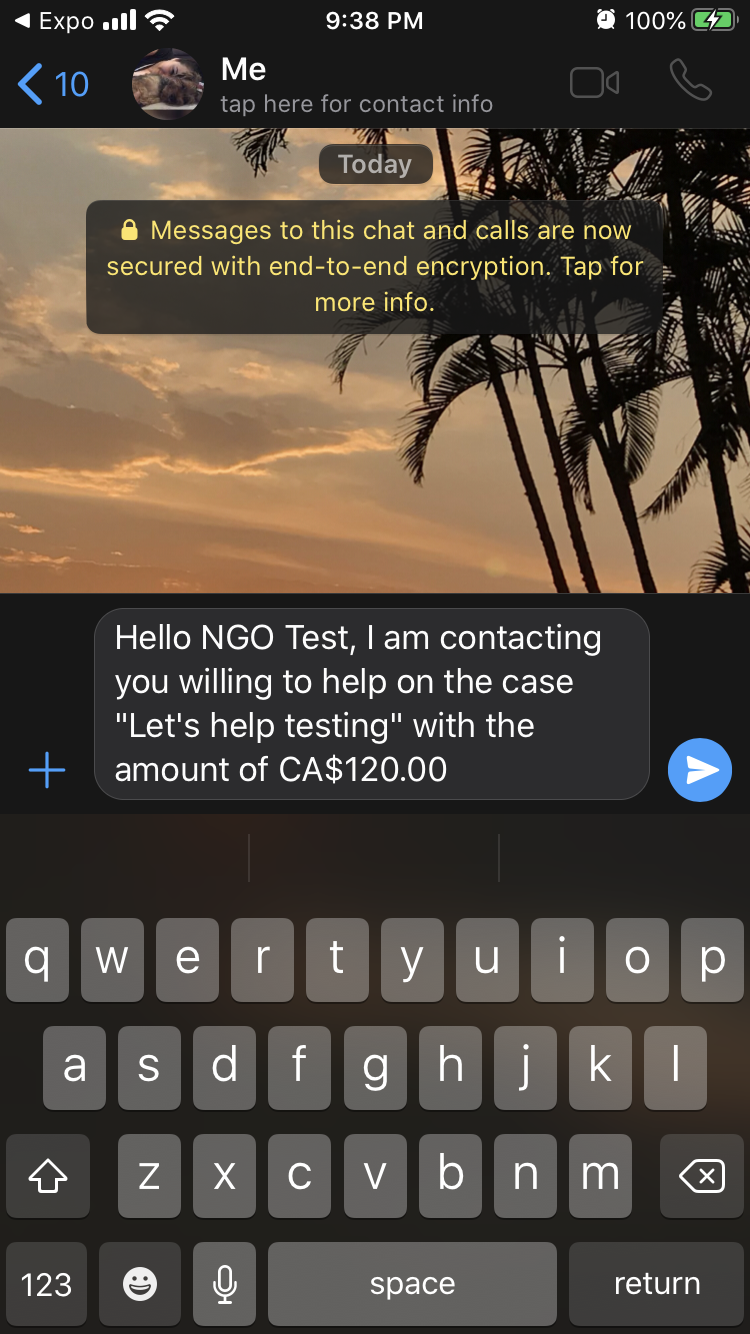 Expo 9:38 PM 100%
10 Me
tap here for contact info
Today
Messages to this chat and calls are now
secured with end-to-end encryption. Tap for
more info.
Hello NGO Test, I am contacting
you willing to help on the case
"Let's help testing" with the
amount of CA$120.00
q w e r t y u i o p
a s d f g h j k l
z x c v b n m
123 space return